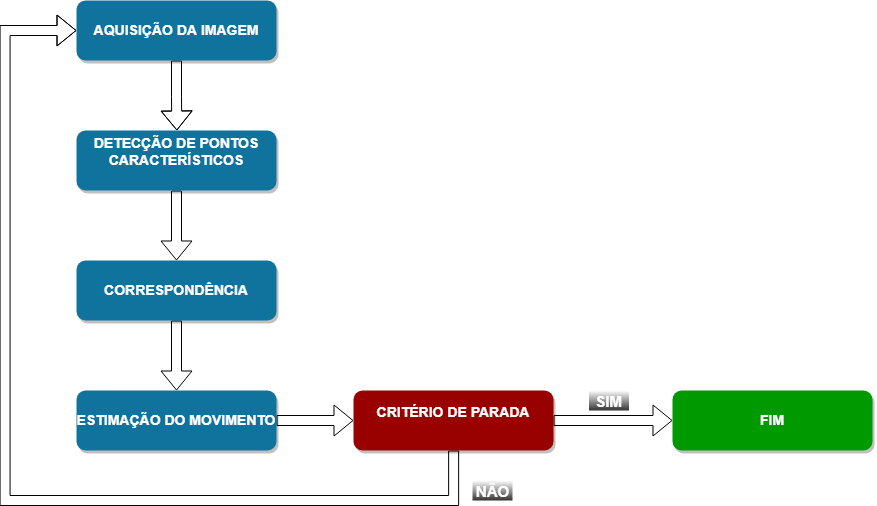 AQUISIÇÃO DA IMAGEM
DETECÇÃO DE PONTOS
CARACTERÍSTICOS
CORRESPONDÊNCIA
ESTIMAÇÃO DO MOVIMENTO
CRITÉRIO DE PARADA
SIM
FIM
NÃO